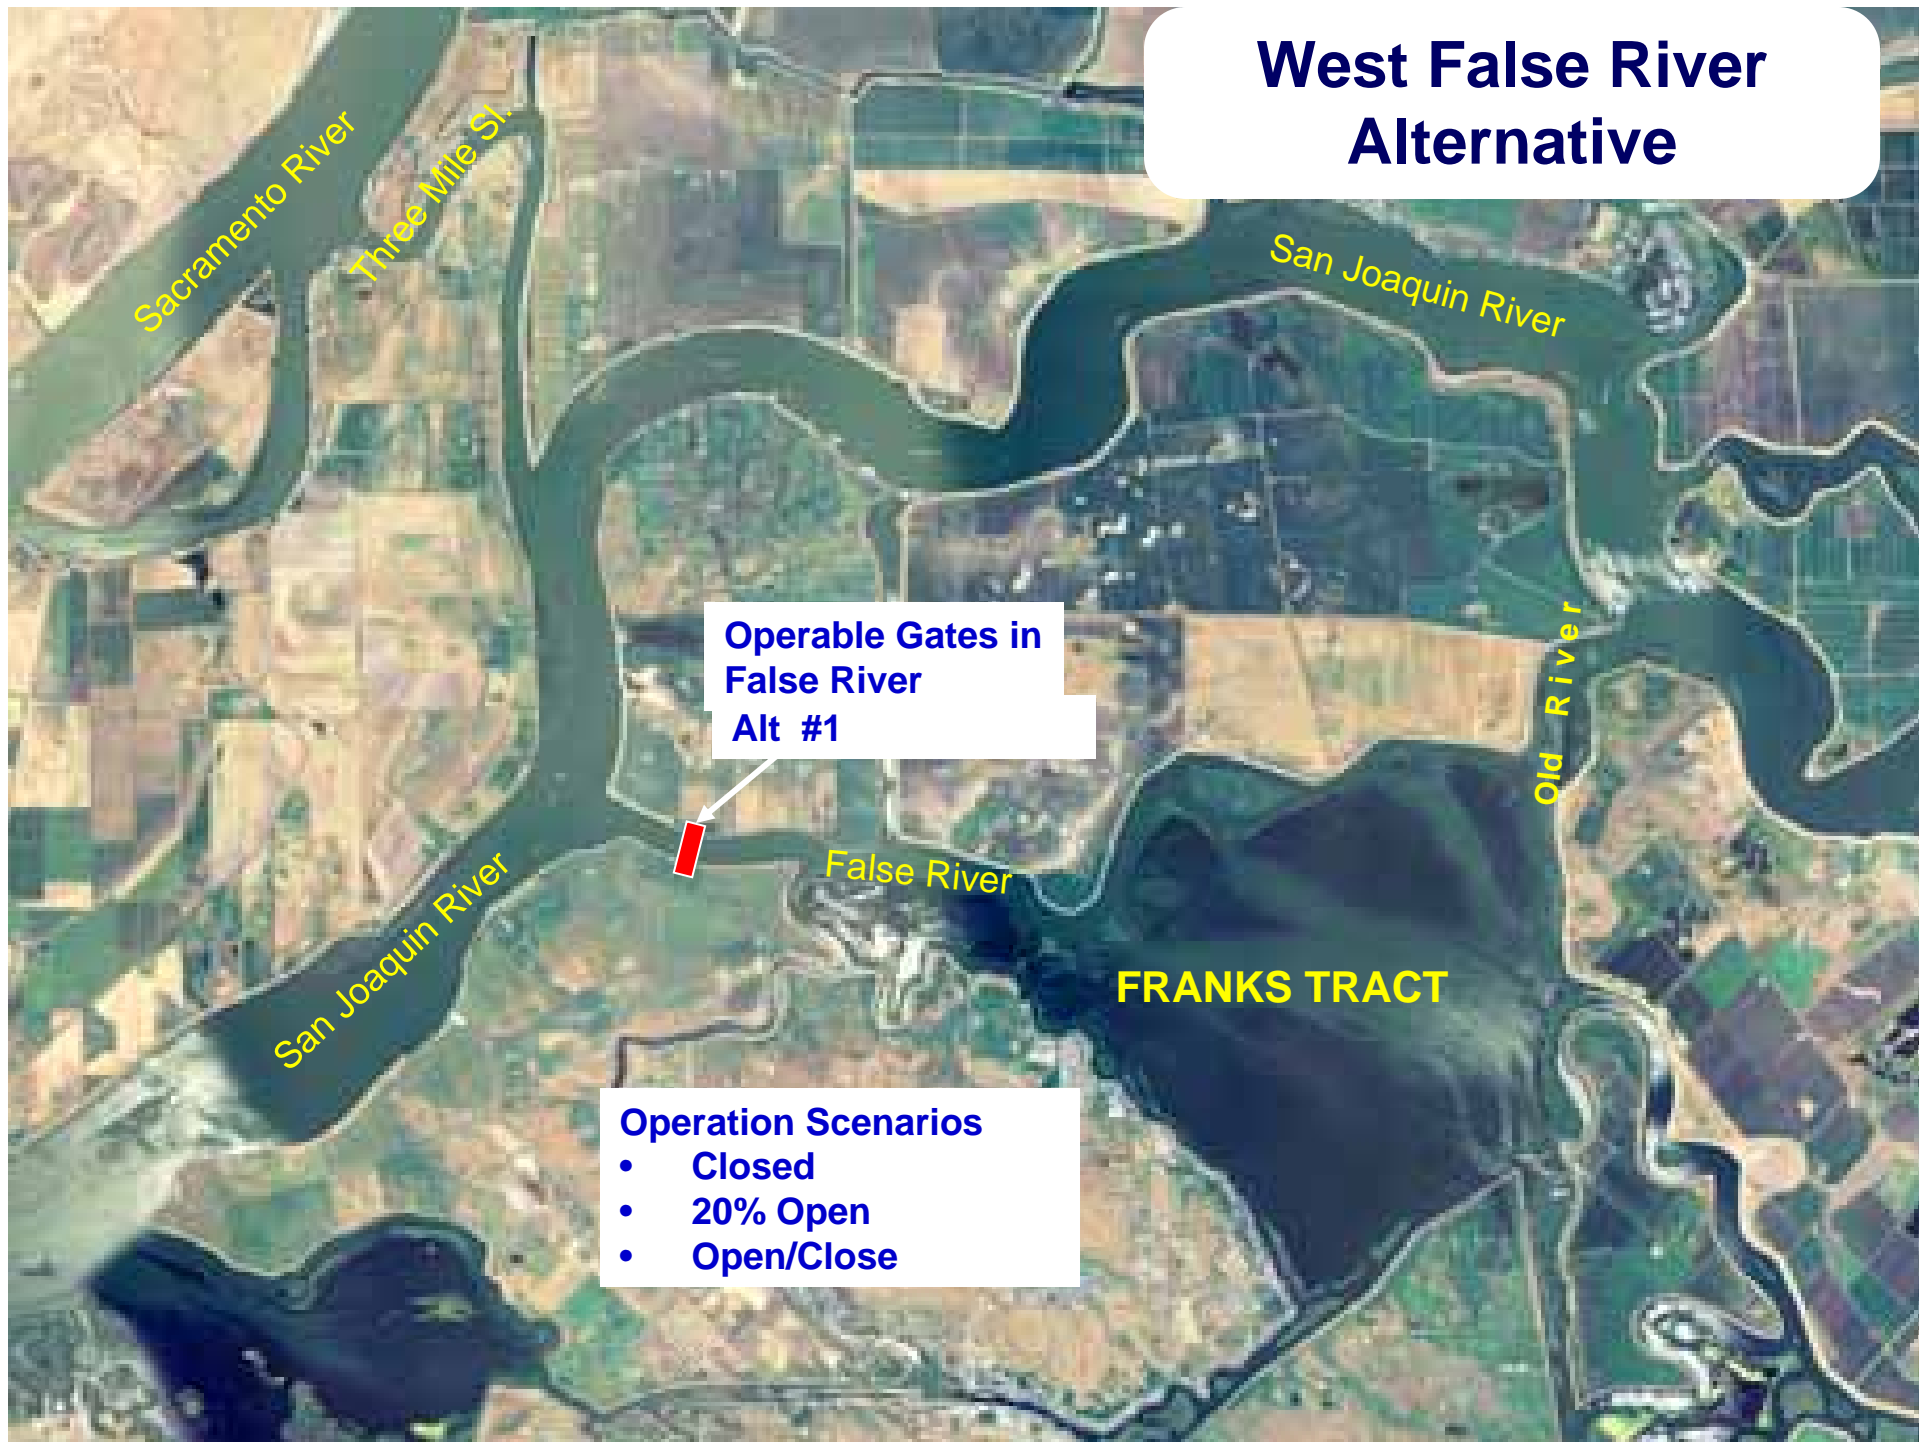 West False River
Alternative
Sacramento River
Three Mile Sl.
San Joaquin River
Operable Gates in
False River
Alt #1
Old River
False River
San Joaquin River
FRANKS TRACT
Operation Scenarios
• Closed
• 20% Open
• Open/Close